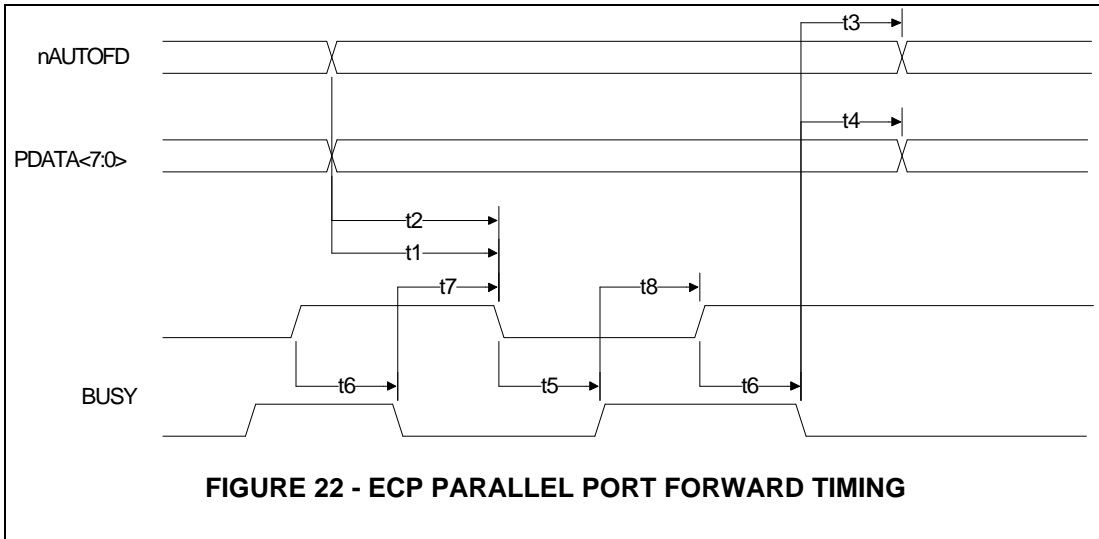 t3
nAUTOFD
t4
PDATA<7:0>
t2
t1
t7
t8
t6
t5
t6
BUSY
FIGURE 22 - ECP PARALLEL PORT FORWARD TIMING